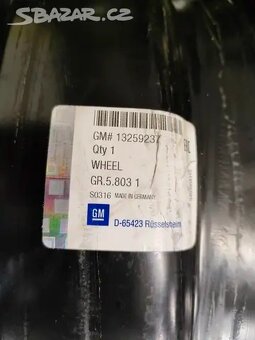 SBAZAR.CZ
GM# 13259237
Qty 1
WHEEL
GR.5.803 1
S0316 MADE IN GERMANY
GM
D-65423 Rüsselsheim